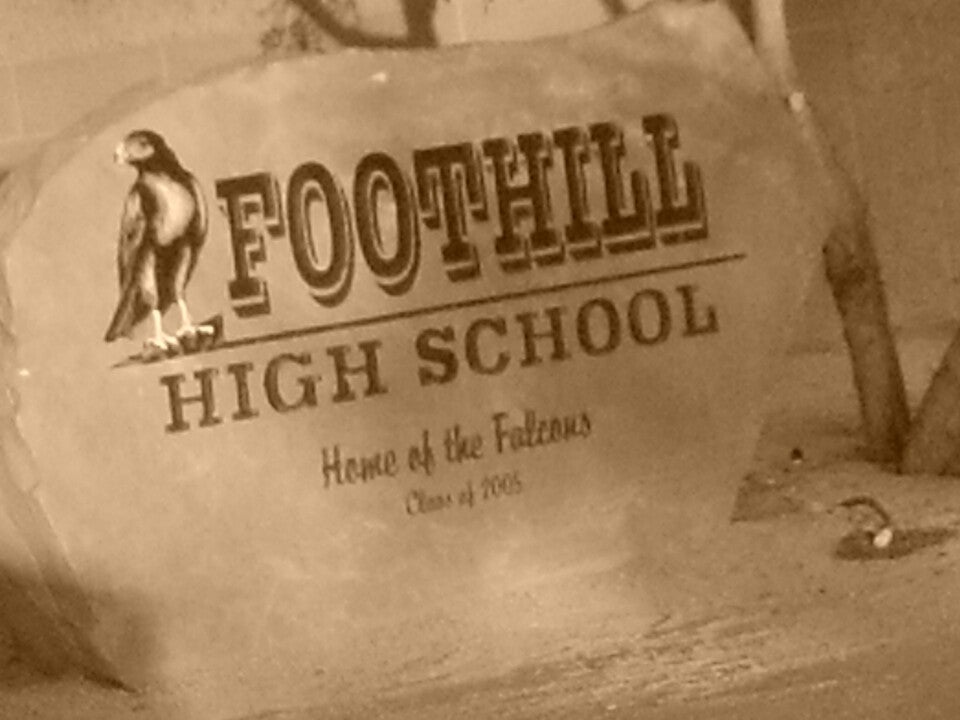 FOOTHILL
HIGH SCHOOL
Home of the Falcons
Class of 2005